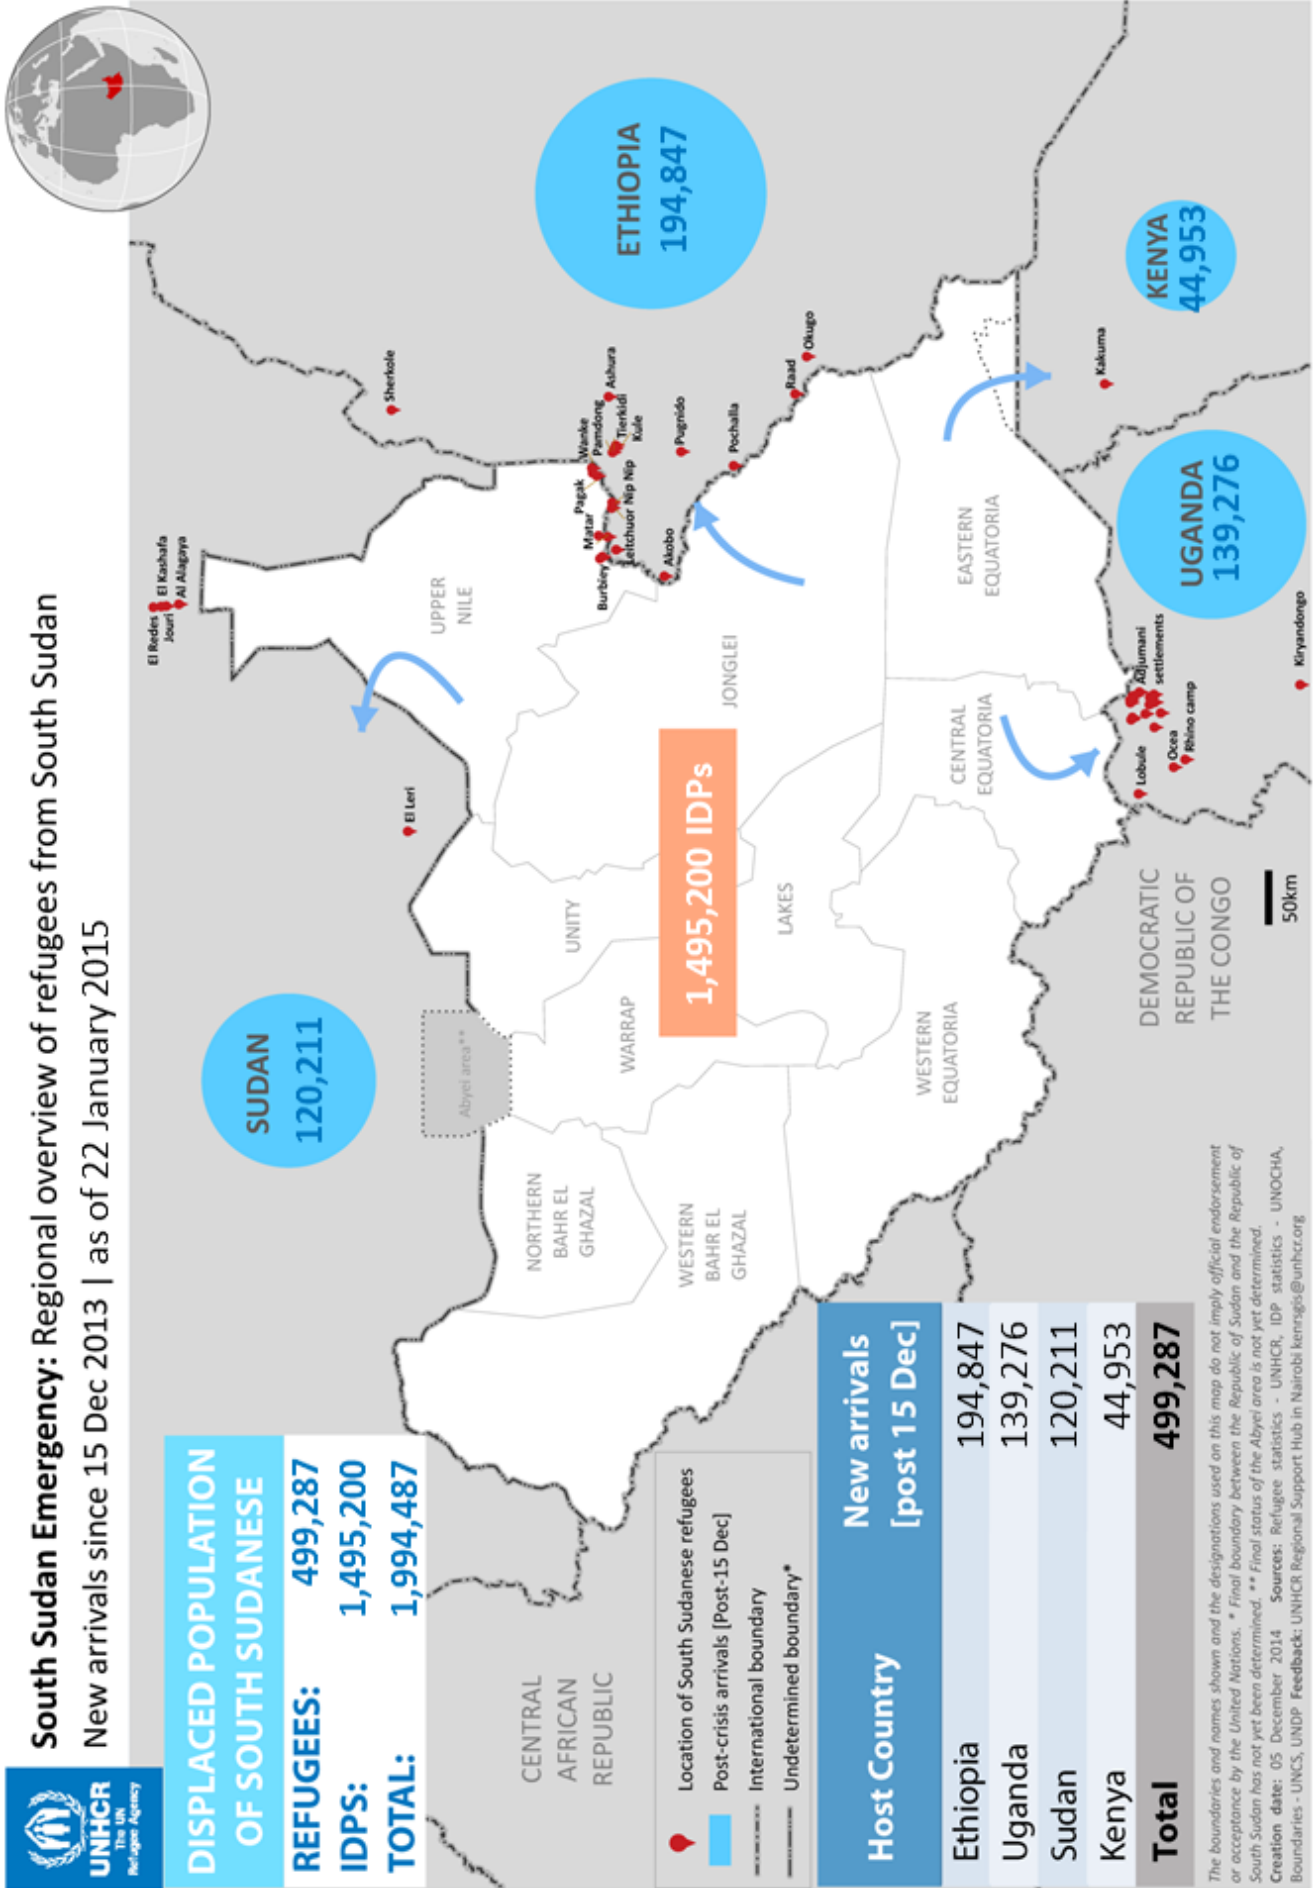 UNHCR
The UN
Refugee Agency
South Sudan Emergency: Regional overview of refugees from South Sudan
New arrivals since 15 Dec 2013 | as of 22 January 2015
DISPLACED POPULATION
OF SOUTH SUDANESE
REFUGEES: 499,287
IDPS: 1,495,200
TOTAL: 1,994,487
SUDAN
120,211
El Redes
El Kashafa
Jouri
Al Alagaya
El Leri
Sherkole
Abyei area**
UPPER
NILE
NORTHERN
BAHR EL
GHAZAL
UNITY
WARRAP
WESTERN
BAHR EL
GHAZAL
1,495,200 IDPs
JONGLEI
LAKES
WESTERN
EQUATORIA
CENTRAL
EQUATORIA
EASTERN
EQUATORIA
Wanke
Pamdong
Ashura
Tierkidi
Kule
Pagak
Matar
Nip Nip
Leitchuor
Burbiey
Akobo
Pugnido
Pochalla
Raad
Okugo
ETHIOPIA
194,847
KENYA
44,953
Kakuma
UGANDA
139,276
Adjumani
settlements
Lobule
Ocea
Rhino camp
Kiryandongo
CENTRAL
AFRICAN
REPUBLIC
DEMOCRATIC
REPUBLIC OF
THE CONGO
50km
Location of South Sudanese refugees
Post-crisis arrivals [Post-15 Dec]
International boundary
Undetermined boundary*
Host Country New arrivals
[post 15 Dec]
Ethiopia 194,847
Uganda 139,276
Sudan 120,211
Kenya 44,953
Total 499,287
The boundaries and names shown and the designations used on this map do not imply official endorsement
or acceptance by the United Nations. * Final boundary between the Republic of Sudan and the Republic of
South Sudan has not yet been determined. ** Final status of the Abyei area is not yet determined.
Creation date: 05 December 2014 Sources: Refugee statistics - UNHCR, IDP statistics - UNOCHA,
Boundaries - UNCS, UNDP Feedback: UNHCR Regional Support Hub in Nairobi kenrsgis@unhcr.org